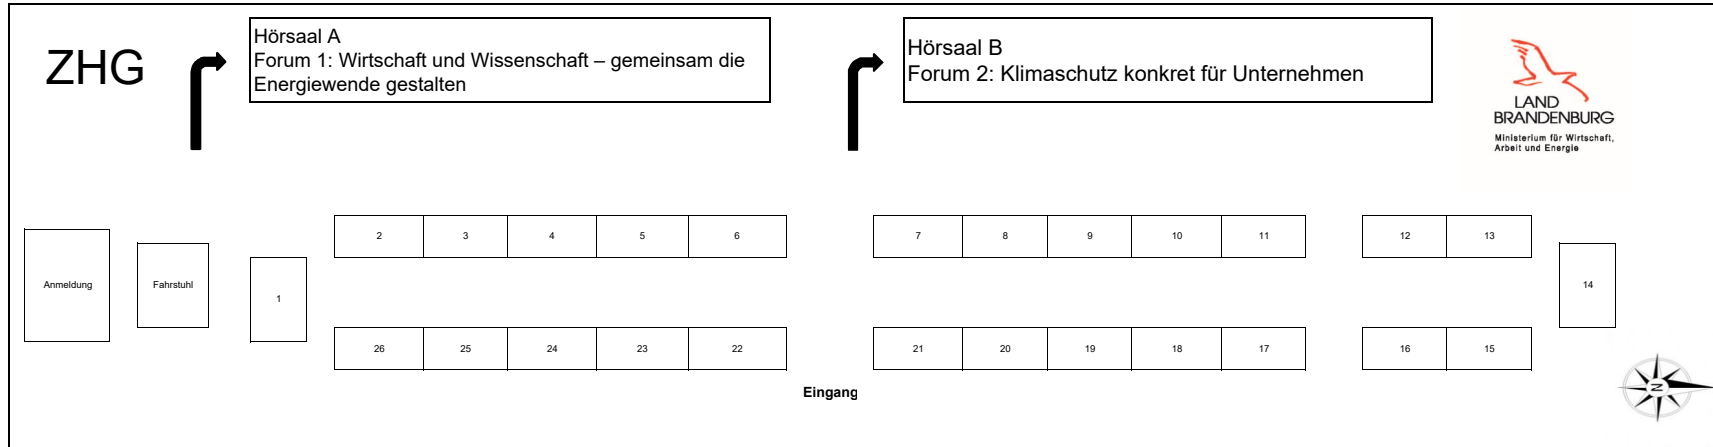 ZHG
Hörsaal A
Forum 1: Wirtschaft und Wissenschaft – gemeinsam die
Energiewende gestalten
Hörsaal B
Forum 2: Klimaschutz konkret für Unternehmen
LAND
BRANDENBURG
Ministerium für Wirtschaft,
Arbeit und Energie
2 3 4 5 6 7 8 9 10 11 12 13
Anmeldung Fahrstuhl 1 14
26 25 24 23 22 21 20 19 18 17 16 15
Eingang
N